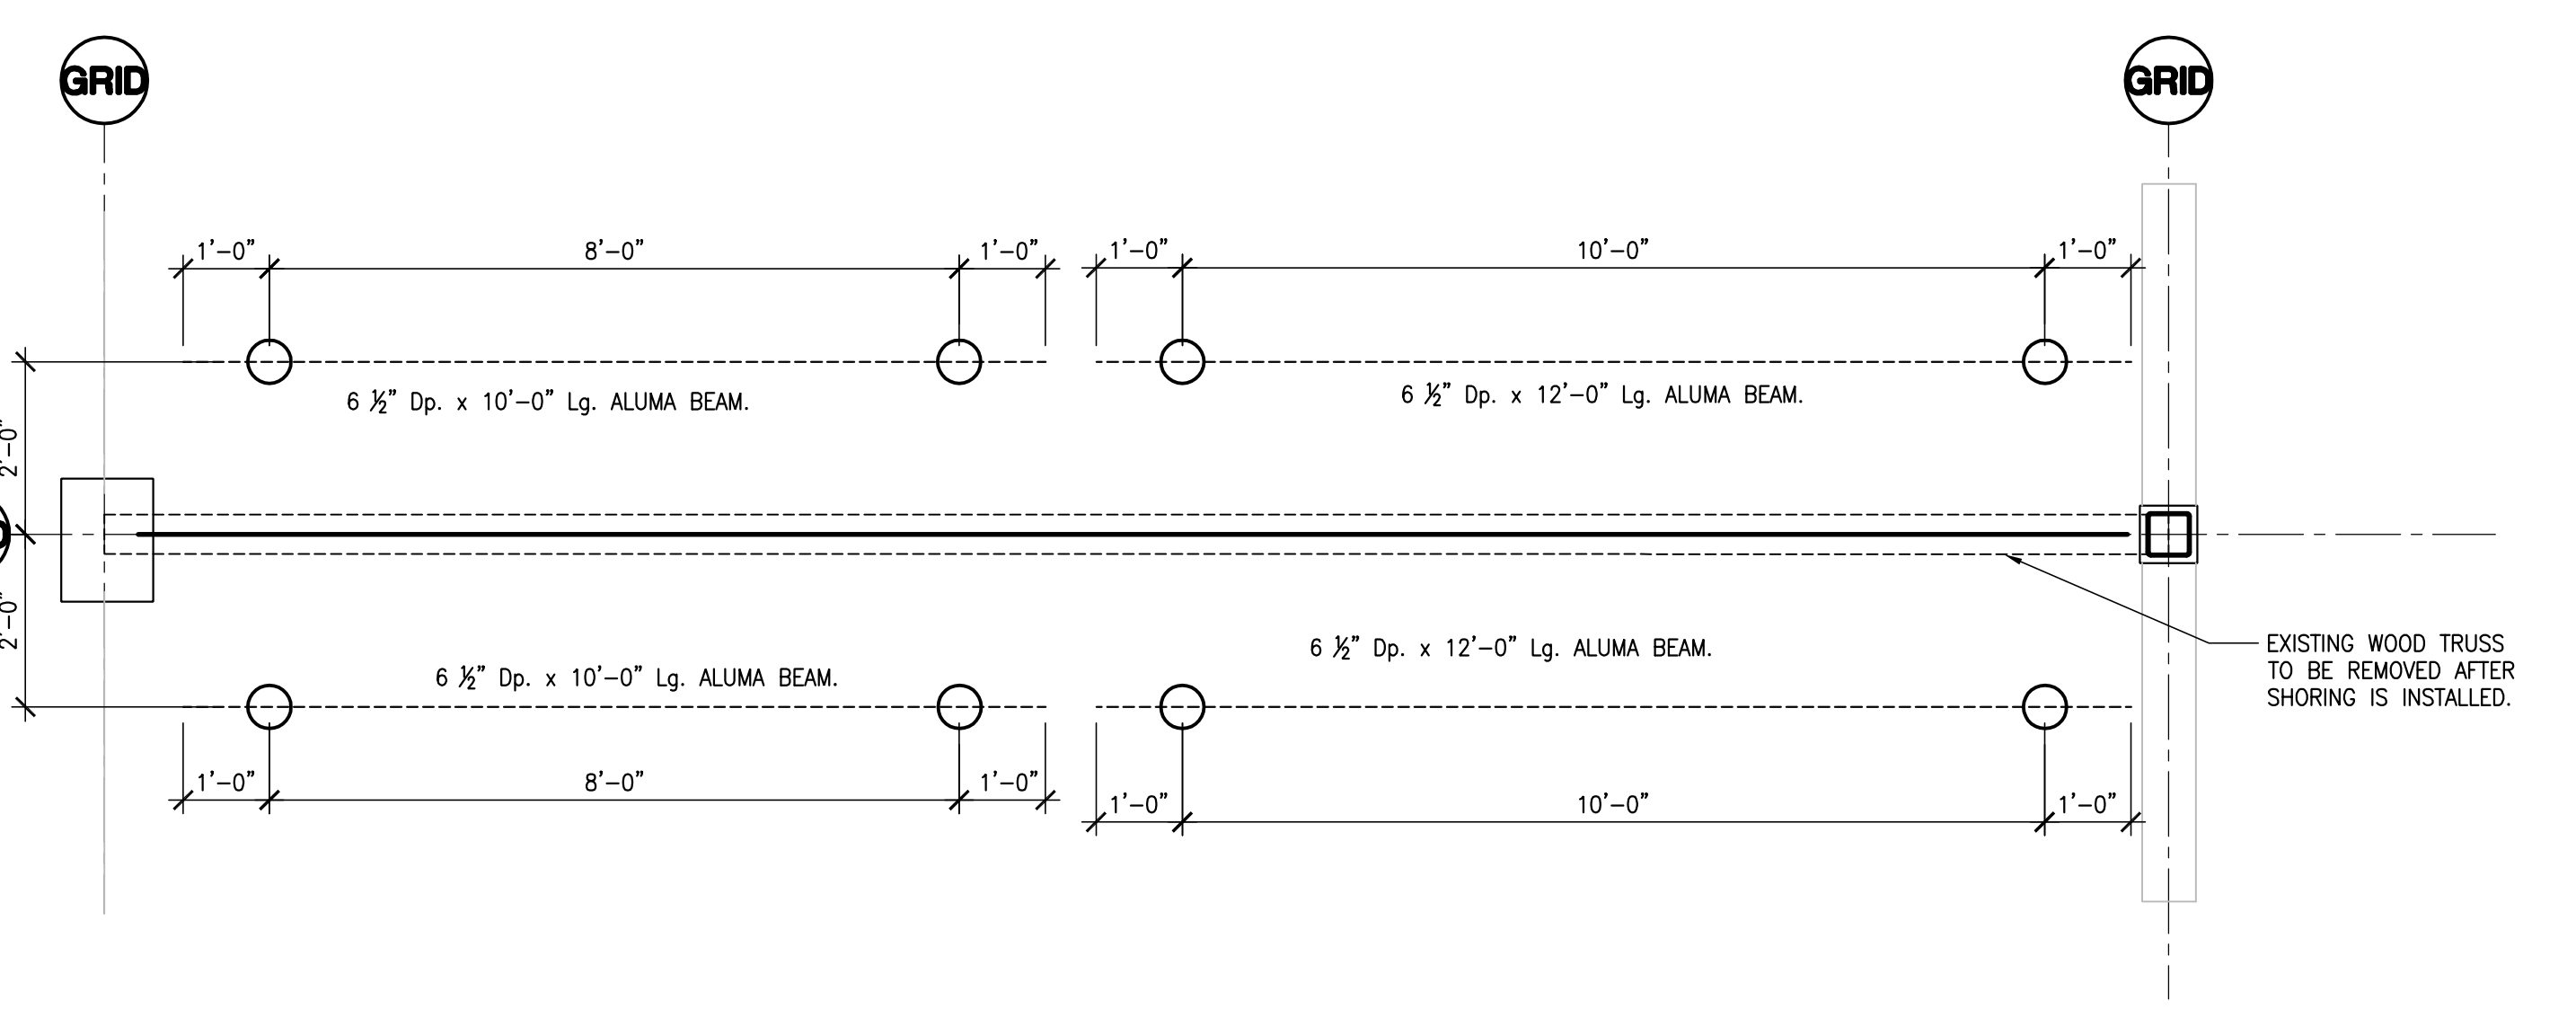 GRID
GRID
1'-0"
8'-0"
1'-0"
1'-0"
10'-0"
1'-0"
6 ½" Dp. x 10'-0" Lg. ALUMA BEAM.
6 ½" Dp. x 12'-0" Lg. ALUMA BEAM.
2'-0"
2'-0"
6 ½" Dp. x 10'-0" Lg. ALUMA BEAM.
6 ½" Dp. x 12'-0" Lg. ALUMA BEAM.
EXISTING WOOD TRUSS
TO BE REMOVED AFTER
SHORING IS INSTALLED.
1'-0"
8'-0"
1'-0"
1'-0"
10'-0"
1'-0"